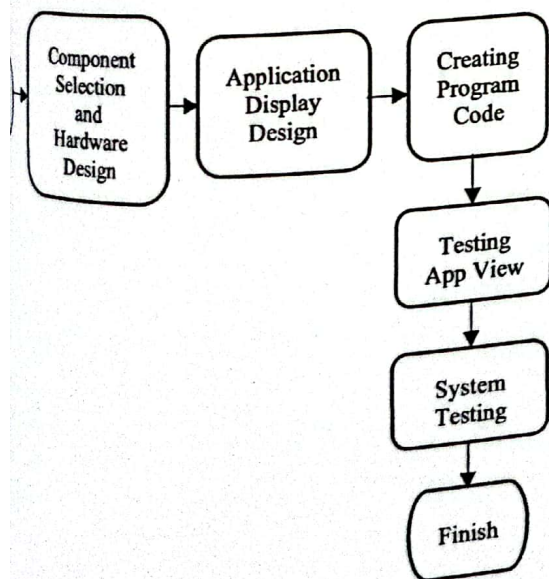 Component
Selection
and
Hardware
Design
Application
Display
Design
Creating
Program
Code
Testing
App View
System
Testing
Finish